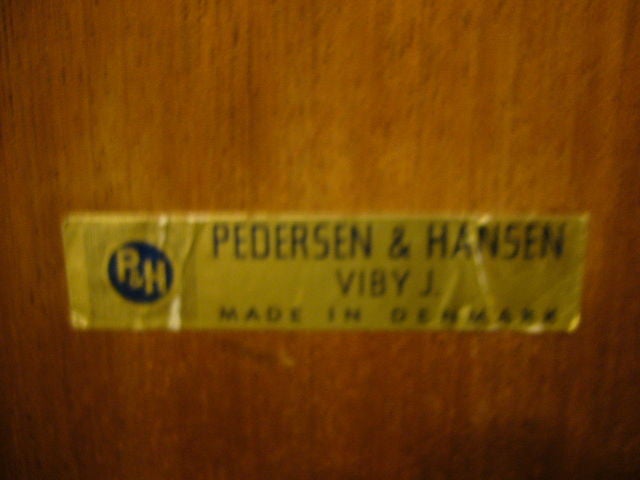 P&H
PEDERSEN & HANSEN
VIBY J.
MADE IN DENMARK